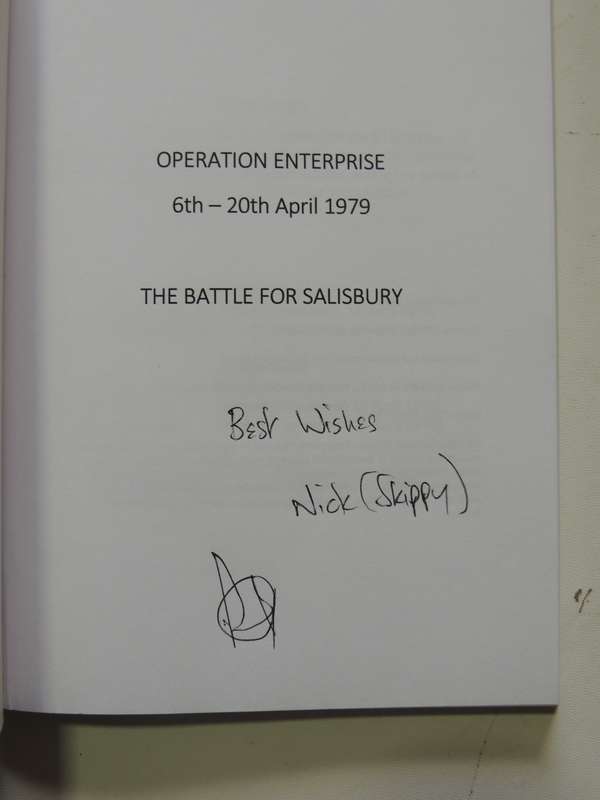 OPERATION ENTERPRISE
6th – 20th April 1979
THE BATTLE FOR SALISBURY
Best Wishes
Nick (Skippy)